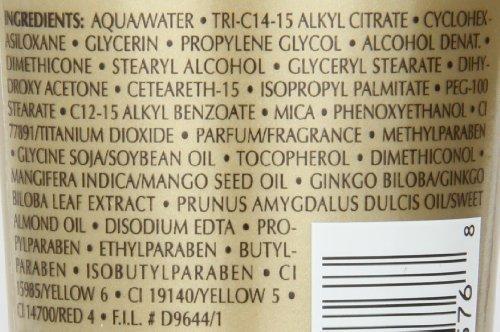 INGREDIENTS: AQUA/WATER • TRI-C14-15 ALKYL CITRATE • CYCLOHEX-
ASILOXANE • GLYCERIN • PROPYLENE GLYCOL • ALCOHOL DENAT. •
DIMETHICONE • STEARYL ALCOHOL • GLYCERYL STEARATE • DIHY-
DROXY ACETONE • CETEARETH-15 • ISOPROPYL PALMITATE • PEG-100
STEARATE • C12-15 ALKYL BENZOATE • MICA • PHENOXYETHANOL • CI
77891/TITANIUM DIOXIDE • PARFUM/FRAGRANCE • METHYLPARABEN
• GLYCINE SOJA/SOYBEAN OIL • TOCOPHEROL • DIMETHICONOL •
MANGIFERA INDICA/MANGO SEED OIL • GINKGO BILOBA/GINKGO
BILOBA LEAF EXTRACT • PRUNUS AMYGDALUS DULCIS OIL/SWEET
ALMOND OIL • DISODIUM EDTA • PRO-
PYLPARABEN • ETHYLPARABEN • BUTYL-
PARABEN • ISOBUTYLPARABEN • CI
15985/YELLOW 6 • CI 19140/YELLOW 5 •
CI 14700/RED 4 • F.I.L. # D9644/1
8